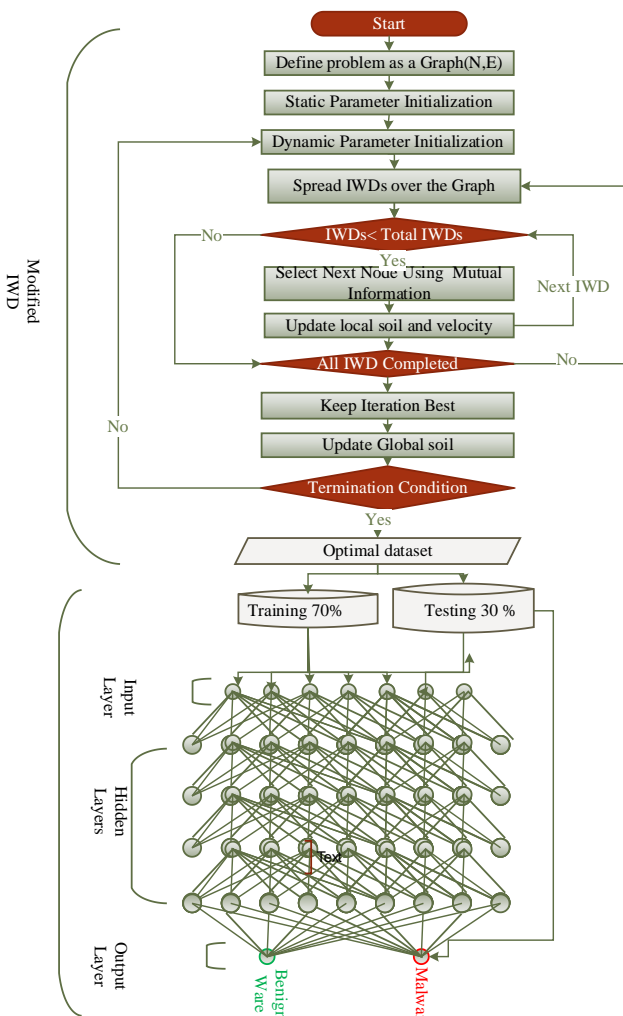 Start
Define problem as a Graph(N,E)
Static Parameter Initialization
Dynamic Parameter Initialization
Spread IWDs over the Graph
No
IWDs< Total IWDs
Yes
Select Next Node Using Mutual
Information
Next IWD
Update local soil and velocity
All IWD Completed
No
Keep Iteration Best
No
Update Global soil
Termination Condition
Yes
Modified
IWD
Optimal dataset
Training 70%
Testing 30 %
Input
Layer
Hidden
Layers
Text
Output
Layer
Benign
Ware
Malwa